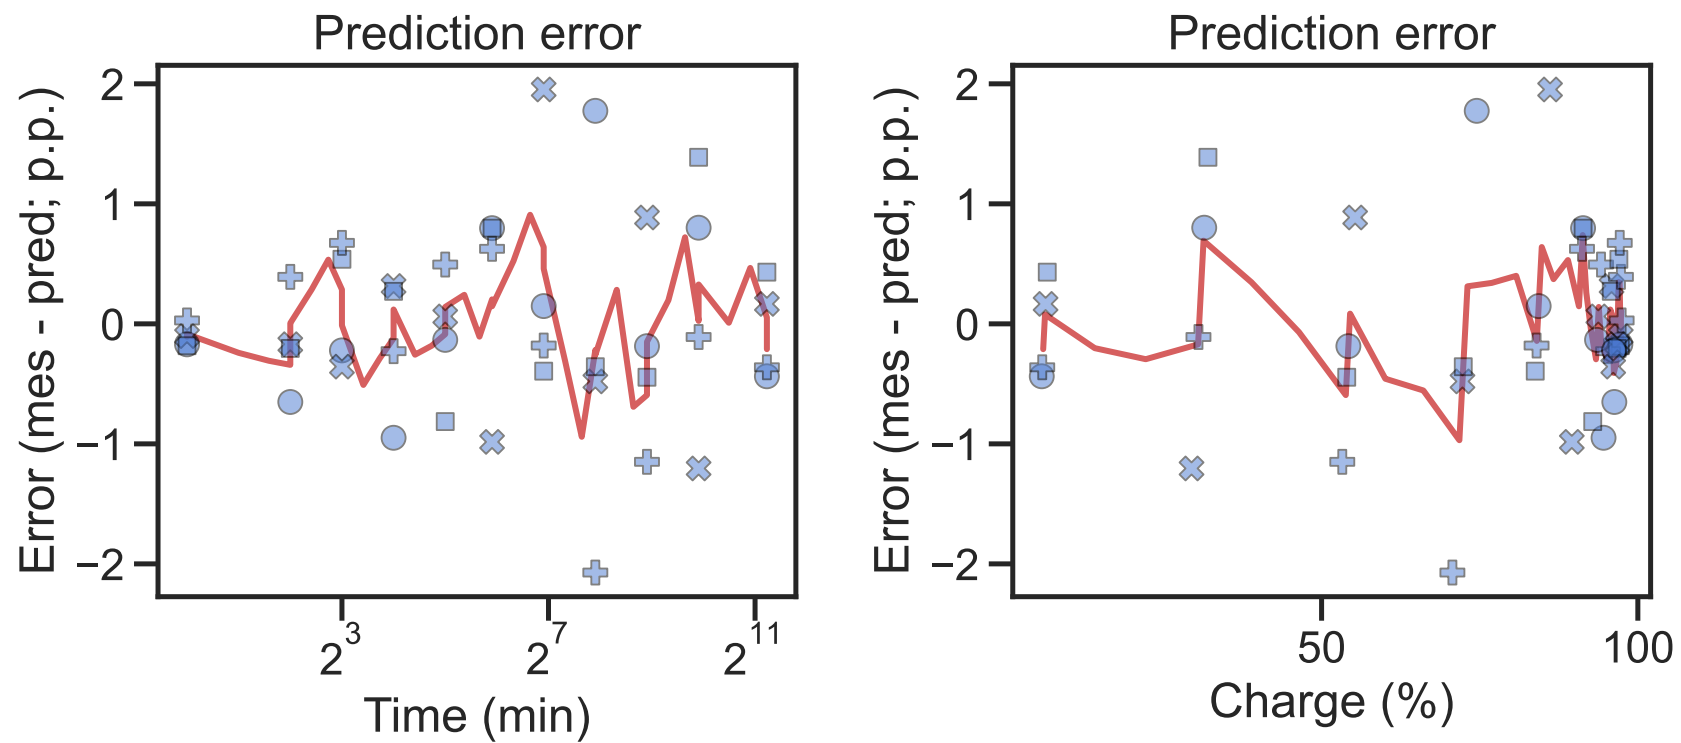 Prediction error
2
1
0
−1
−2
Error (mes - pred; p.p.)
2^3
2^7
2^11
Time (min)
Prediction error
2
1
0
−1
−2
Error (mes - pred; p.p.)
50
100
Charge (%)